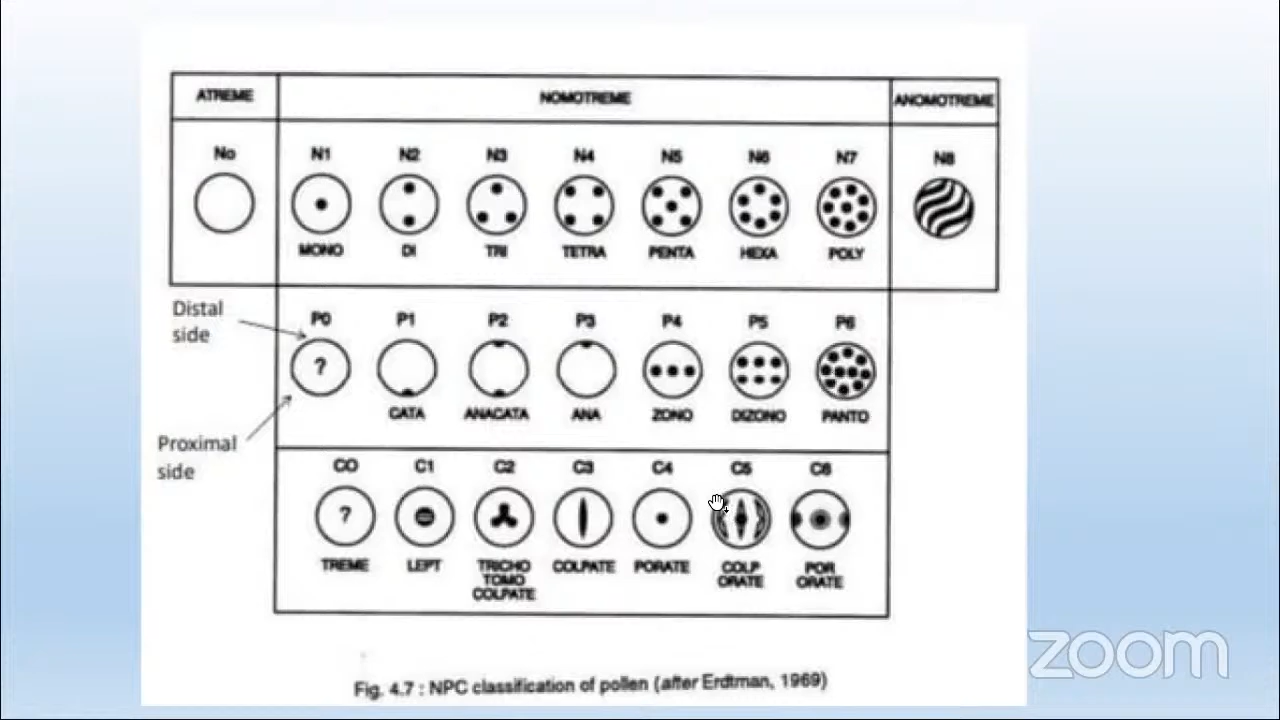 ATREME NOMOTREME ANOMOTREME
No N1 N2 N3 N4 N5 N6 N7 N8
MONO DI TRI TETRA PENTA HEXA POLY
Distal
side
P0 P1 P2 P3 P4 P5 P6
?
CATA ANACATA ANA ZONO DIZONO PANTO
Proximal
side
CO C1 C2 C3 C4 C5 C6
?
TREME LEPT TRICHO COLPATE PORATE COLP POR
TOMO ORATE ORATE
COLPATE
Fig. 4.7 : NPC classification of pollen (after Erdtman, 1969)
zoom